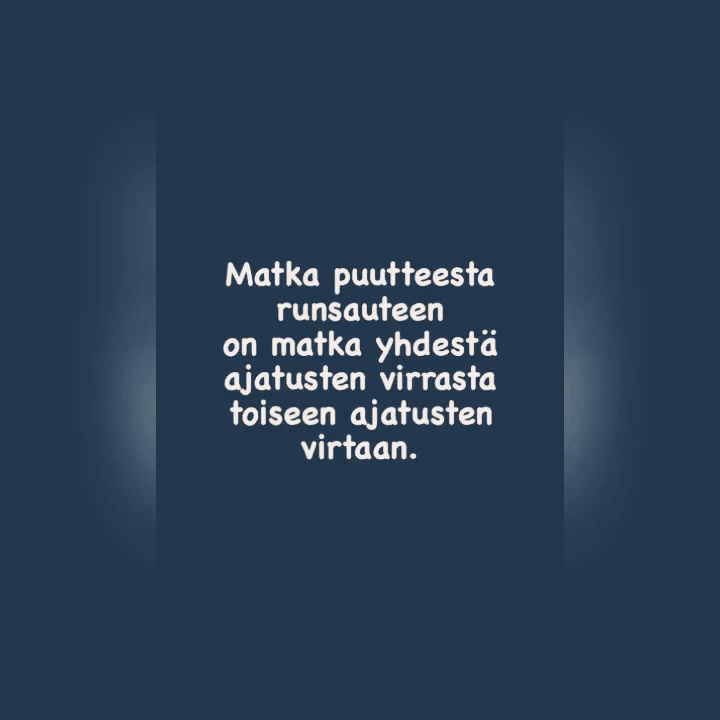 Matka puutteesta
runsauteen
on matka yhdestä
ajatusten virrasta
toiseen ajatusten
virtaan.